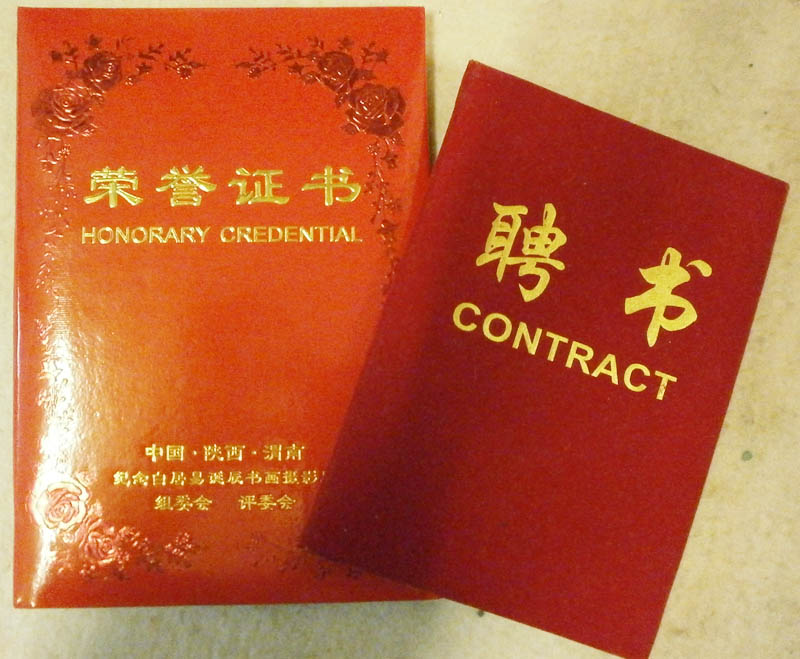 荣誉证书
HONORARY CREDENTIAL
中国·陕西·渭南
纪念白居易诞辰书画摄影
组委会 评委会
聘书
CONTRACT